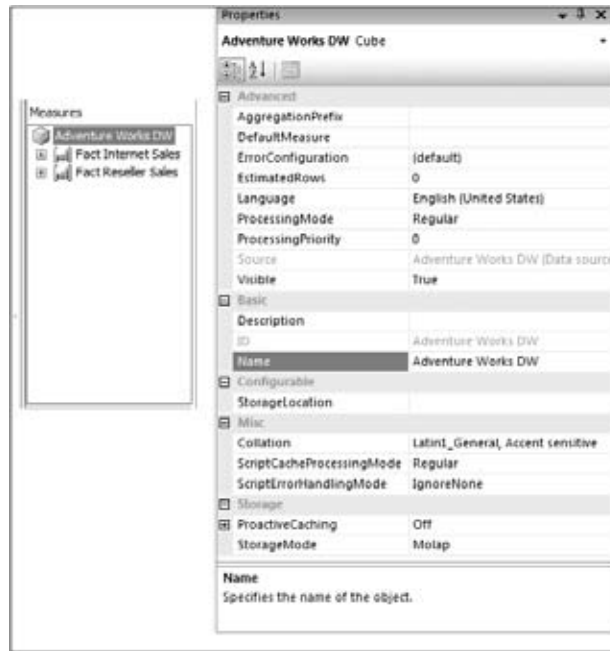 Measures
Adventure Works DW
Fact Internet Sales
Fact Reseller Sales
Properties
Adventure Works DW Cube
Advanced
AggregationPrefix
DefaultMeasure
ErrorConfiguration (default)
EstimatedRows 0
Language English (United States)
ProcessingMode Regular
ProcessingPriority 0
Source Adventure Works DW (Data source
Visible True
Basic
Description
ID Adventure Works DW
Name Adventure Works DW
Configurable
StorageLocation
Misc
Collation Latin1_General, Accent sensitive
ScriptCacheProcessingMode Regular
ScriptErrorHandlingMode IgnoreNone
Storage
ProactiveCaching Off
StorageMode Molap
Name
Specifies the name of the object.